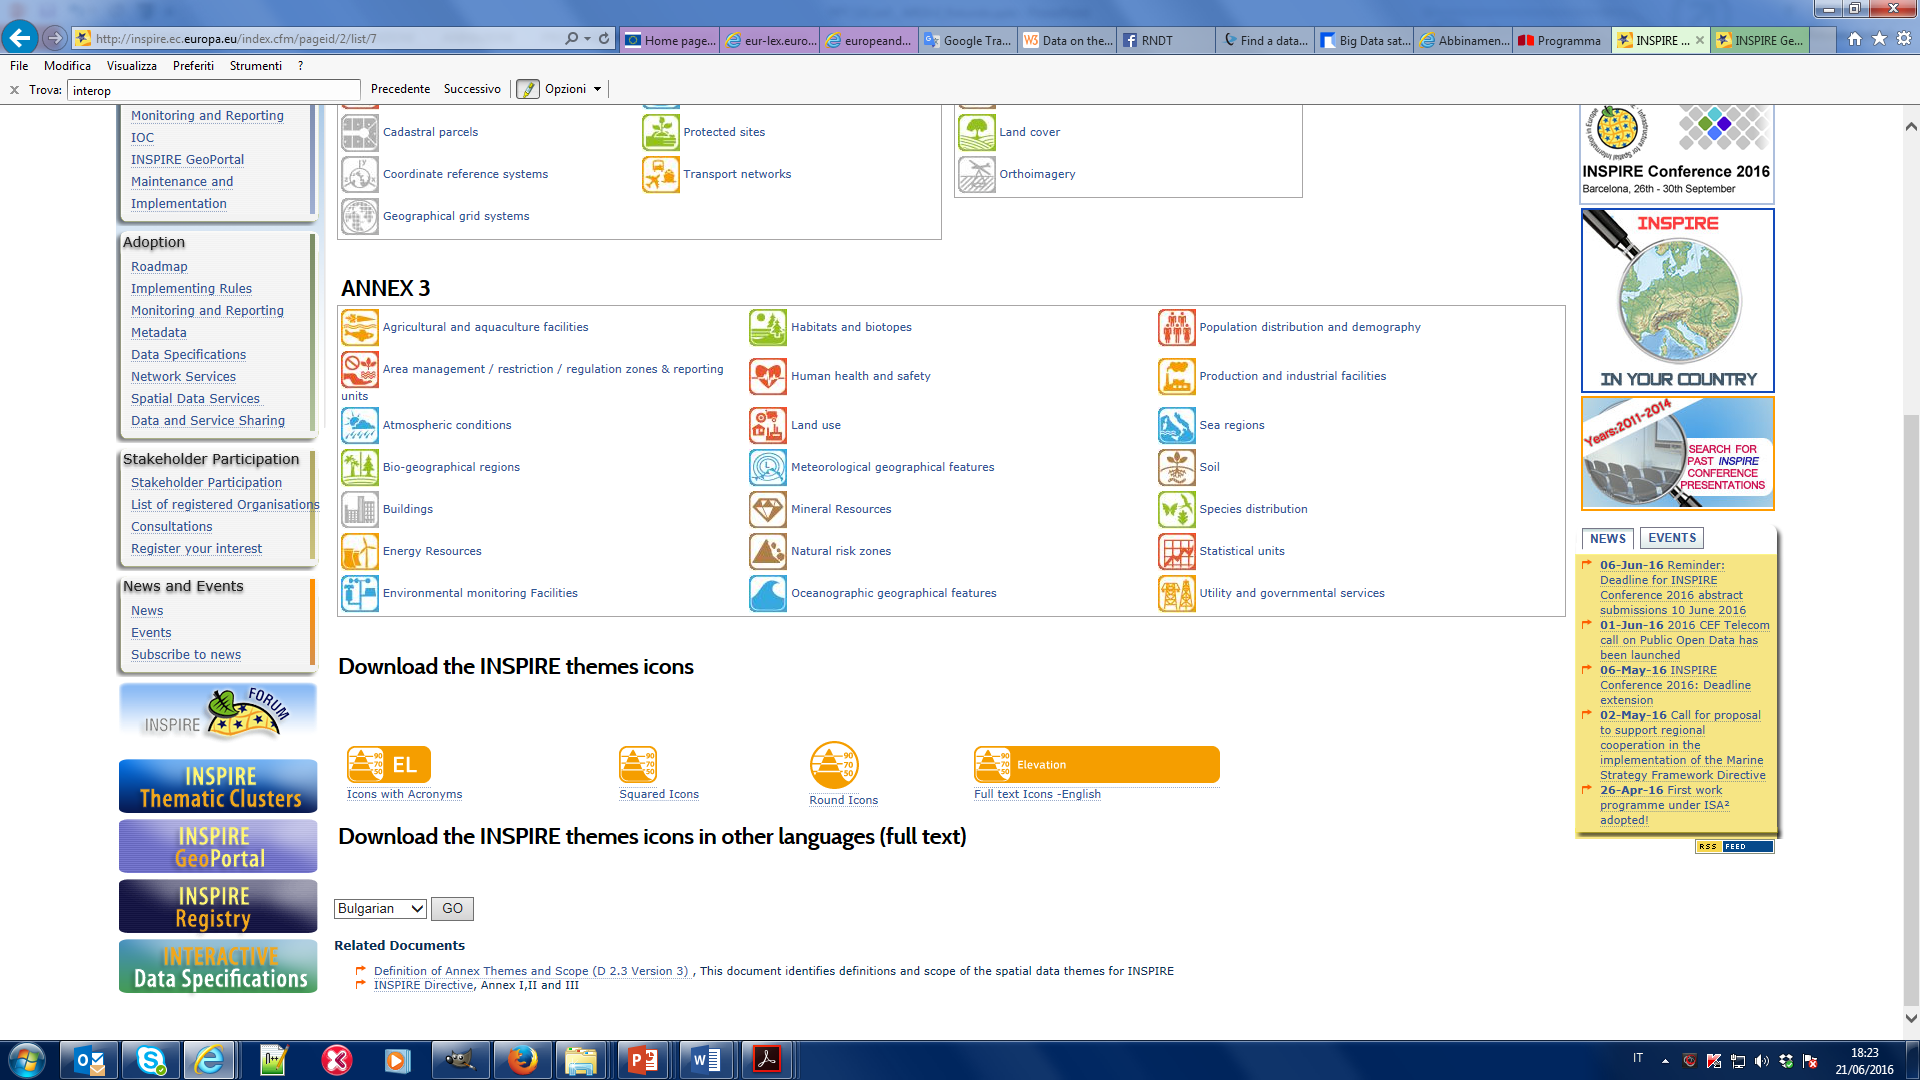 http://inspire.ec.europa.eu/index.cfm/pageid/2/list/7
Home page...
eur-lex.euro...
europeand...
Google Tra...
Data on the...
RNDT
Find a data...
Big Data sat...
Abbinamen...
Programma
INSPIRE ...
INSPIRE Ge...
File Modifica Visualizza Preferiti Strumenti ?
Trova: interop Precedente Successivo Opzioni
Monitoring and Reporting
IOC
INSPIRE GeoPortal
Maintenance and
Implementation
Adoption
Roadmap
Implementing Rules
Monitoring and Reporting
Metadata
Data Specifications
Network Services
Spatial Data Services
Data and Service Sharing
Stakeholder Participation
Stakeholder Participation
List of registered Organisations
Consultations
Register your interest
News and Events
News
Events
Subscribe to news
INSPIRE FORUM
INSPIRE
Thematic Clusters
INSPIRE
GeoPortal
INSPIRE
Registry
INTERACTIVE
Data Specifications
Cadastral parcels
Protected sites
Land cover
Coordinate reference systems
Transport networks
Orthoimagery
Geographical grid systems
ANNEX 3
Agricultural and aquaculture facilities
Habitats and biotopes
Population distribution and demography
Area management / restriction / regulation zones & reporting
units
Human health and safety
Production and industrial facilities
Atmospheric conditions
Land use
Sea regions
Bio-geographical regions
Meteorological geographical features
Soil
Buildings
Mineral Resources
Species distribution
Energy Resources
Natural risk zones
Statistical units
Environmental monitoring Facilities
Oceanographic geographical features
Utility and governmental services
Download the INSPIRE themes icons
90
70
50
EL
Icons with Acronyms
90
70
50
Squared Icons
90
70
50
Round Icons
90
70
50
Elevation
Full text Icons -English
Download the INSPIRE themes icons in other languages (full text)
Bulgarian GO
Related Documents
Definition of Annex Themes and Scope (D 2.3 Version 3) , This document identifies definitions and scope of the spatial data themes for INSPIRE
INSPIRE Directive, Annex I,II and III
INSPIRE Conference 2016
Barcelona, 26th - 30th September
INSPIRE
IN YOUR COUNTRY
Years:2011-2014
SEARCH FOR
PAST INSPIRE
CONFERENCE
PRESENTATIONS
NEWS EVENTS
06-Jun-16 Reminder:
Deadline for INSPIRE
Conference 2016 abstract
submissions 10 June 2016
01-Jun-16 2016 CEF Telecom
call on Public Open Data has
been launched
06-May-16 INSPIRE
Conference 2016: Deadline
extension
02-May-16 Call for proposal
to support regional
cooperation in the
implementation of the Marine
Strategy Framework Directive
26-Apr-16 First work
programme under ISA²
adopted!
RSS FEED
IT
18:23
21/06/2016